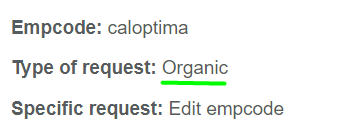 Empcode: caloptima
Type of request: Organic
Specific request: Edit empcode